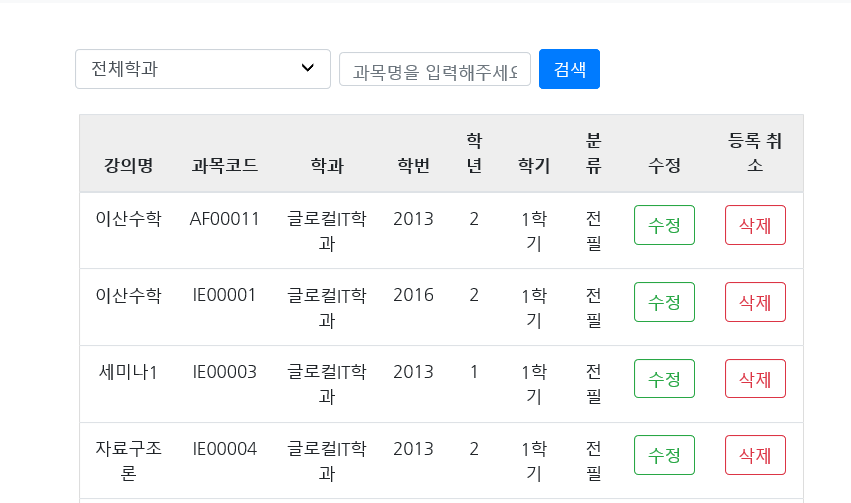 전체학과 과목명을 입력해주세요 검색
강의명 과목코드 학과 학번 학년 학기 분류 수정 등록 취소
이산수학 AF00011 글로컬IT학과 2013 2 1학기 전필 수정 삭제
이산수학 IE00001 글로컬IT학과 2016 2 1학기 전필 수정 삭제
세미나1 IE00003 글로컬IT학과 2013 1 1학기 전필 수정 삭제
자료구조론 IE00004 글로컬IT학과 2013 2 1학기 전필 수정 삭제